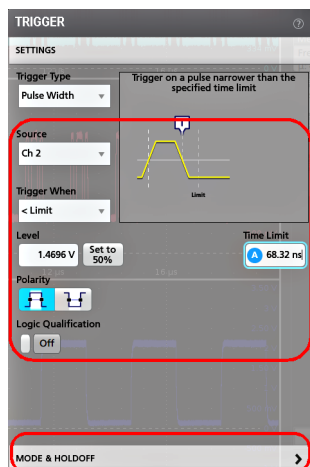 TRIGGER
?
SETTINGS
Trigger Type
Pulse Width
Trigger on a pulse narrower than the
specified time limit
T
Limit
Source
Ch 2
Trigger When
< Limit
Level
1.4696 V
Set to
50%
Time Limit
A 68.32 ns
Polarity
Logic Qualification
Off
MODE & HOLDOFF